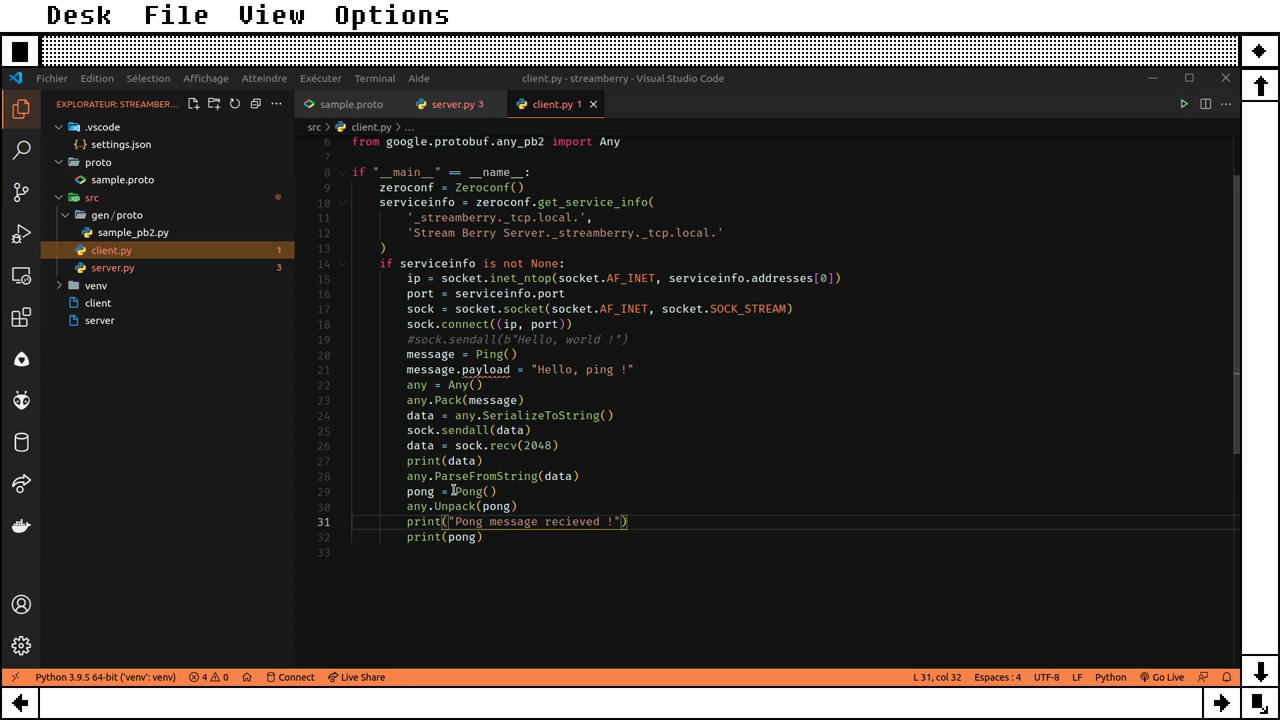 Desk File View Options
Fichier Edition Sélection Affichage Atteindre Exécuter Terminal Aide client.py - streamberry - Visual Studio Code
EXPLORATEUR: STREAMBER... ...
sample.proto server.py 3 client.py 1
.vscode
settings.json
proto
sample.proto
src
gen / proto
sample_pb2.py
client.py 1
server.py 3
venv
client
server
src > client.py > ...
6 from google.protobuf.any_pb2 import Any
7
8 if "__main__" == __name__:
9 zeroconf = Zeroconf()
10 serviceinfo = zeroconf.get_service_info(
11 '_streamberry._tcp.local.',
12 'Stream Berry Server._streamberry._tcp.local.'
13 )
14 if serviceinfo is not None:
15 ip = socket.inet_ntop(socket.AF_INET, serviceinfo.addresses[0])
16 port = serviceinfo.port
17 sock = socket.socket(socket.AF_INET, socket.SOCK_STREAM)
18 sock.connect((ip, port))
19 #sock.sendall(b"Hello, world !")
20 message = Ping()
21 message.payload = "Hello, ping !"
22 any = Any()
23 any.Pack(message)
24 data = any.SerializeToString()
25 sock.sendall(data)
26 data = sock.recv(2048)
27 print(data)
28 any.ParseFromString(data)
29 pong = Pong()
30 any.Unpack(pong)
31 print("Pong message recieved !")
32 print(pong)
33
Python 3.9.5 64-bit ('venv': venv) 4 0 Connect Live Share L 31, col 32 Espaces : 4 UTF-8 LF Python Go Live